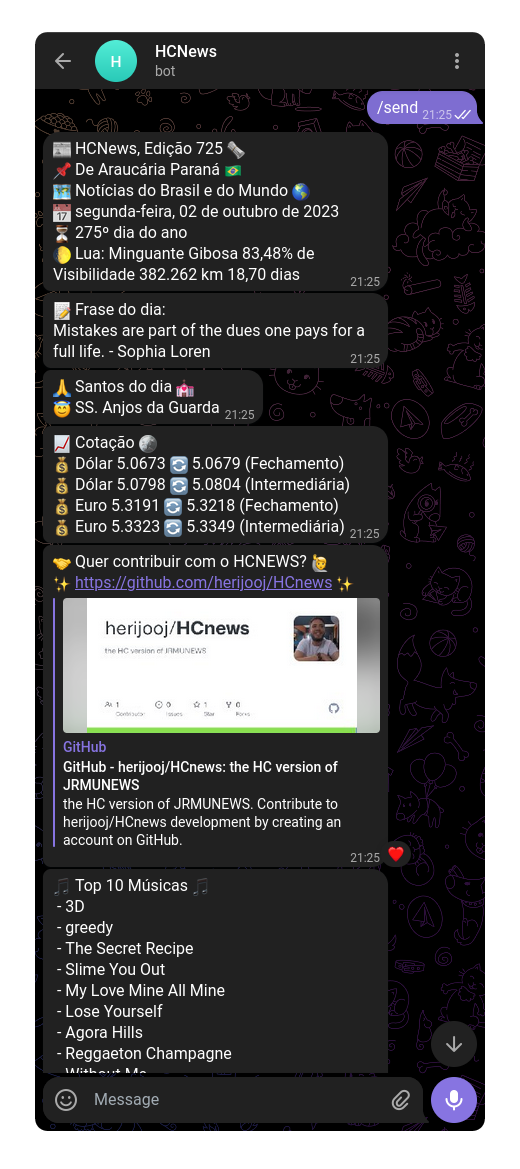 H
HCNews
bot
/send 21:25
📰 HCNews, Edição 725 🗞️
📌 De Araucária Paraná 🇧🇷
🗺️ Notícias do Brasil e do Mundo 🌎
📅 segunda-feira, 02 de outubro de 2023
⏳ 275º dia do ano
🌔 Lua: Minguante Gibosa 83,48% de
Visibilidade 382.262 km 18,70 dias
21:25
📝 Frase do dia:
Mistakes are part of the dues one pays for a
full life. - Sophia Loren
21:25
🙏 Santos do dia 💒
😇 SS. Anjos da Guarda 21:25
📈 Cotação 🪙
💰 Dólar 5.0673 🔄 5.0679 (Fechamento)
💰 Dólar 5.0798 🔄 5.0804 (Intermediária)
💰 Euro 5.3191 🔄 5.3218 (Fechamento)
💰 Euro 5.3323 🔄 5.3349 (Intermediária)
21:25
🤝 Quer contribuir com o HCNEWS? 🙋
✨ https://github.com/herijooj/HCnews ✨
herijooj/HCnews
the HC version of JRMUNEWS
1 Contributor
0 Issues
1 Star
0 Forks
GitHub
GitHub - herijooj/HCnews: the HC version of
JRMUNEWS
the HC version of JRMUNEWS. Contribute to
herijooj/HCnews development by creating an
account on GitHub.
21:25
❤️
🎵 Top 10 Músicas 🎵
- 3D
- greedy
- The Secret Recipe
- Slime You Out
- My Love Mine All Mine
- Lose Yourself
- Agora Hills
- Reggaeton Champagne
- Without Me
Message